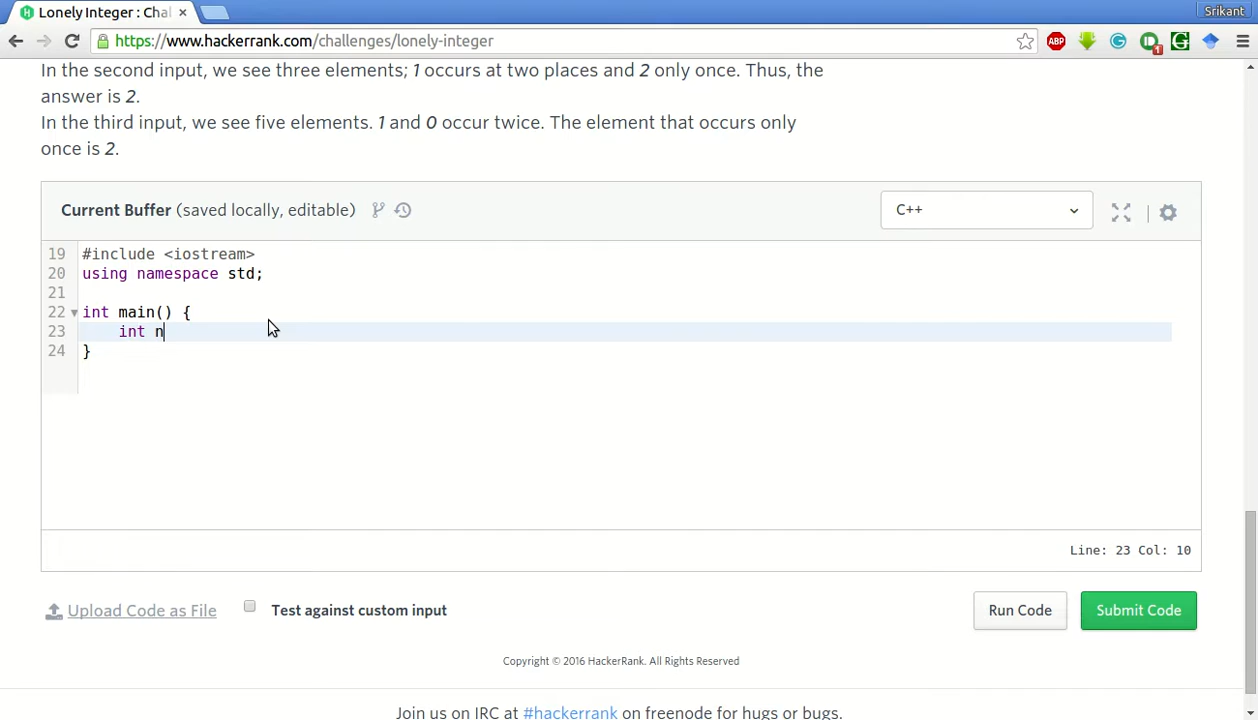 Lonely Integer : Chal
Srikant
https://www.hackerrank.com/challenges/lonely-integer
ABP
1
In the second input, we see three elements; 1 occurs at two places and 2 only once. Thus, the
answer is 2.
In the third input, we see five elements. 1 and 0 occur twice. The element that occurs only
once is 2.
Current Buffer (saved locally, editable)
C++
19 #include <iostream>
20 using namespace std;
21
22 int main() {
23 int n
24 }
Line: 23 Col: 10
Upload Code as File
Test against custom input
Run Code
Submit Code
Copyright © 2016 HackerRank. All Rights Reserved
Join us on IRC at #hackerrank on freenode for hugs or bugs.